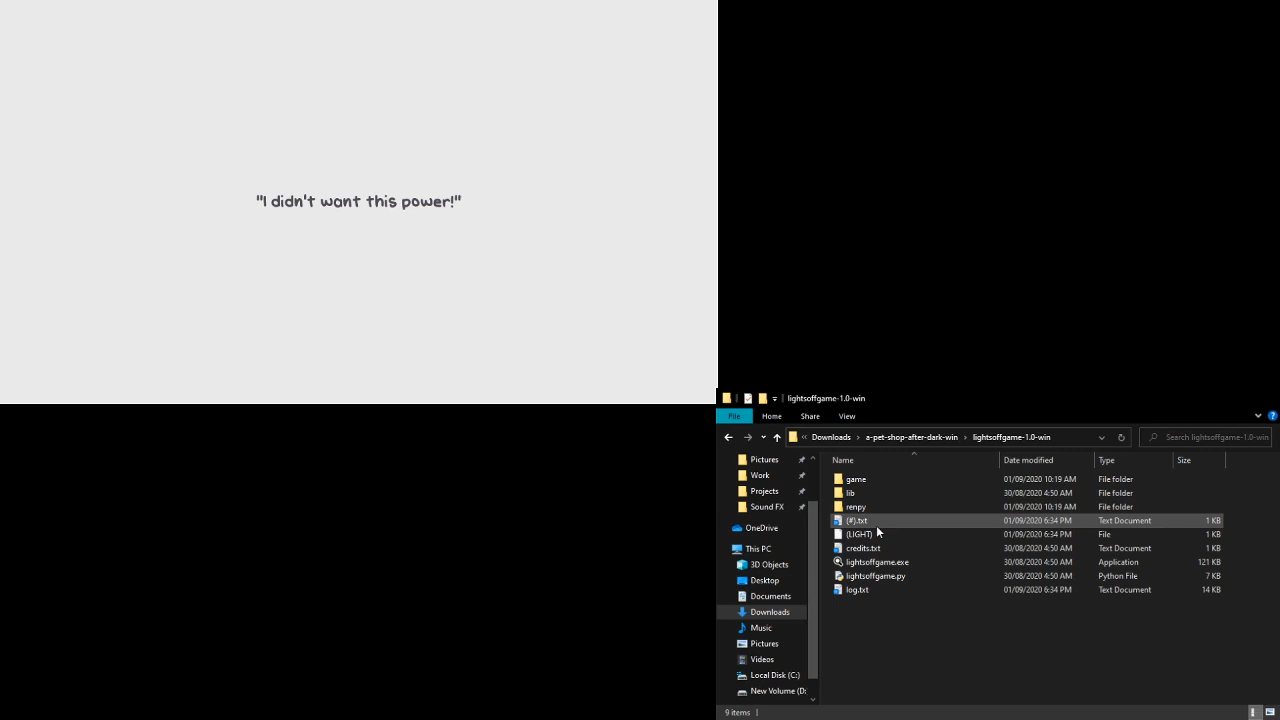 "I didn't want this power!"
lightsoffgame-1.0-win
File Home Share View
Downloads a-pet-shop-after-dark-win lightsoffgame-1.0-win Search lightsoffgame-1.0-win
Name Date modified Type Size
Pictures
Work
Projects
Sound FX
OneDrive
This PC
3D Objects
Desktop
Documents
Downloads
Music
Pictures
Videos
Local Disk (C:)
New Volume (D:
game 01/09/2020 10:19 AM File folder
lib 30/08/2020 4:50 AM File folder
renpy 01/09/2020 10:19 AM File folder
(#).txt 01/09/2020 6:34 PM Text Document 1 KB
(LIGHT) 01/09/2020 6:34 PM File 1 KB
credits.txt 30/08/2020 4:50 AM Text Document 1 KB
lightsoffgame.exe 30/08/2020 4:50 AM Application 121 KB
lightsoffgame.py 30/08/2020 4:50 AM Python File 7 KB
log.txt 01/09/2020 6:34 PM Text Document 14 KB
9 items